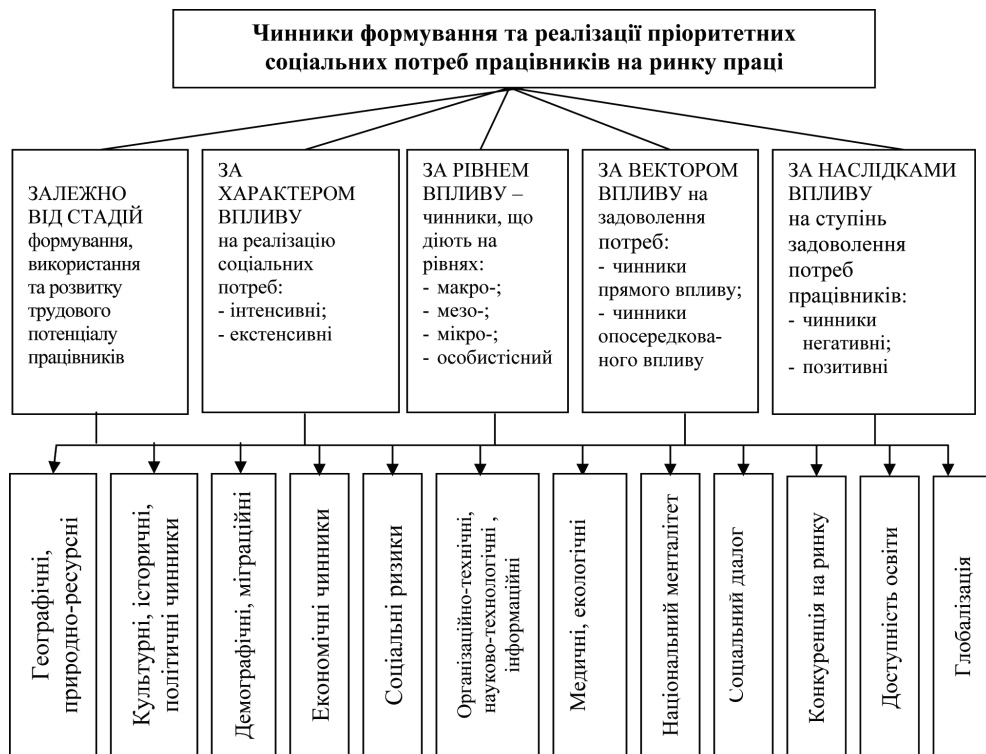 Чинники формування та реалізації пріоритетних
соціальних потреб працівників на ринку праці
ЗАЛЕЖНО
ВІД СТАДІЙ
формування,
використання
та розвитку
трудового
потенціалу
працівників
ЗА
ХАРАКТЕРОМ
ВПЛИВУ
на реалізацію
соціальних
потреб:
- інтенсивні;
- екстенсивні
ЗА РІВНЕМ
ВПЛИВУ –
чинники, що
діють на
рівнях:
- макро-;
- мезо-;
- мікро-;
- особистісний
ЗА ВЕКТОРОМ
ВПЛИВУ на
задоволення
потреб:
- чинники
прямого впливу;
- чинники
опосередкова-
ного впливу
ЗА НАСЛІДКАМИ
ВПЛИВУ
на ступінь
задоволення
потреб
працівників:
- чинники
негативні;
- позитивні
Географічні,
природно-ресурсні
Культурні, історичні,
політичні чинники
Демографічні, міграційні
Економічні чинники
Соціальні ризики
Організаційно-технічні,
науково-технологічні ,
інформаційні
Медичні, екологічні
Національний менталітет
Соціальний діалог
Конкуренція на ринку
Доступність освіти
Глобалізація